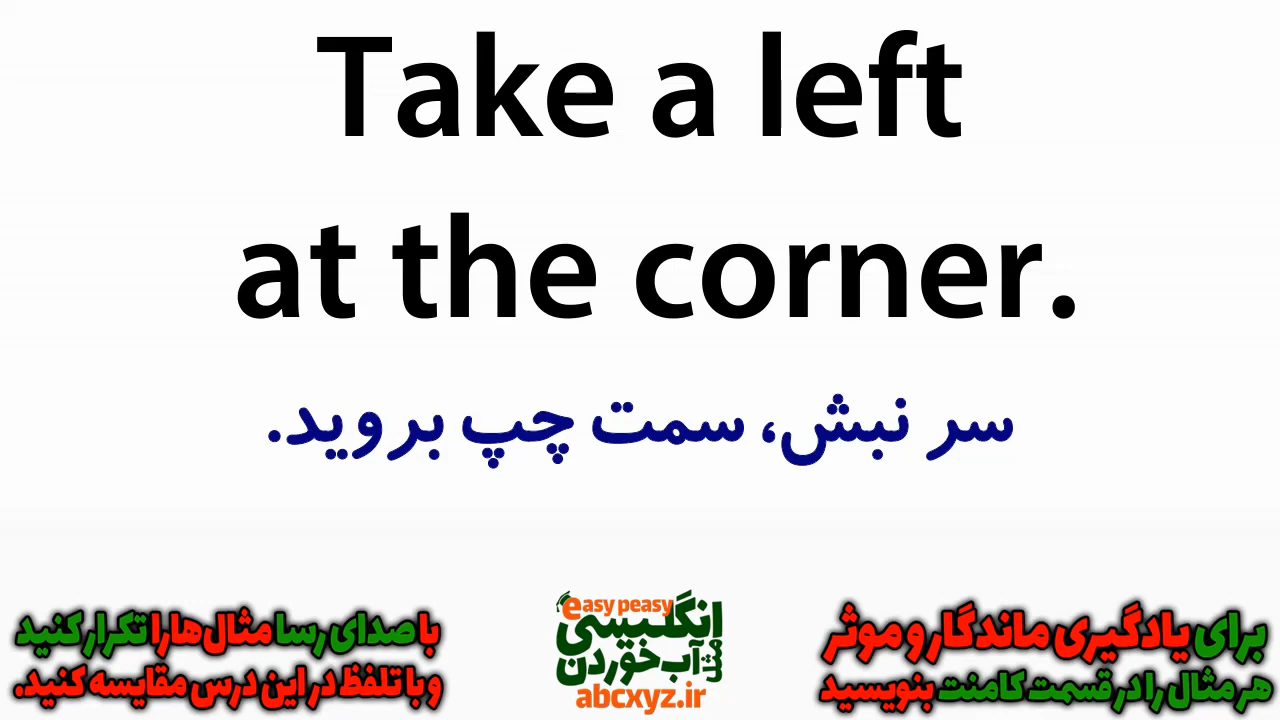 Take a left
at the corner.
سر نبش، سمت چپ بروید.
برای یادگیری ماندگار و موثر
هر مثال را در قسمت کامنت بنویسید
easy peasy
انگلیسی
مثل آب خوردن
abcxyz.ir
با صدای رسا مثال‌ها را تکرار کنید
و با تلفظ در این درس مقایسه کنید.